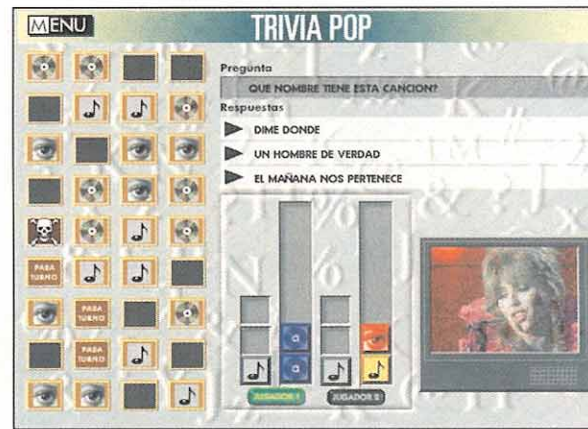 MENU
TRIVIA POP
Pregunta
QUE NOMBRE TIENE ESTA CANCION?
Respuestas
DIME DONDE
UN HOMBRE DE VERDAD
EL MAÑANA NOS PERTENECE
PASA
TURNO
PASA
TURNO
PASA
TURNO
a
a
JUGADOR 1
JUGADOR 2